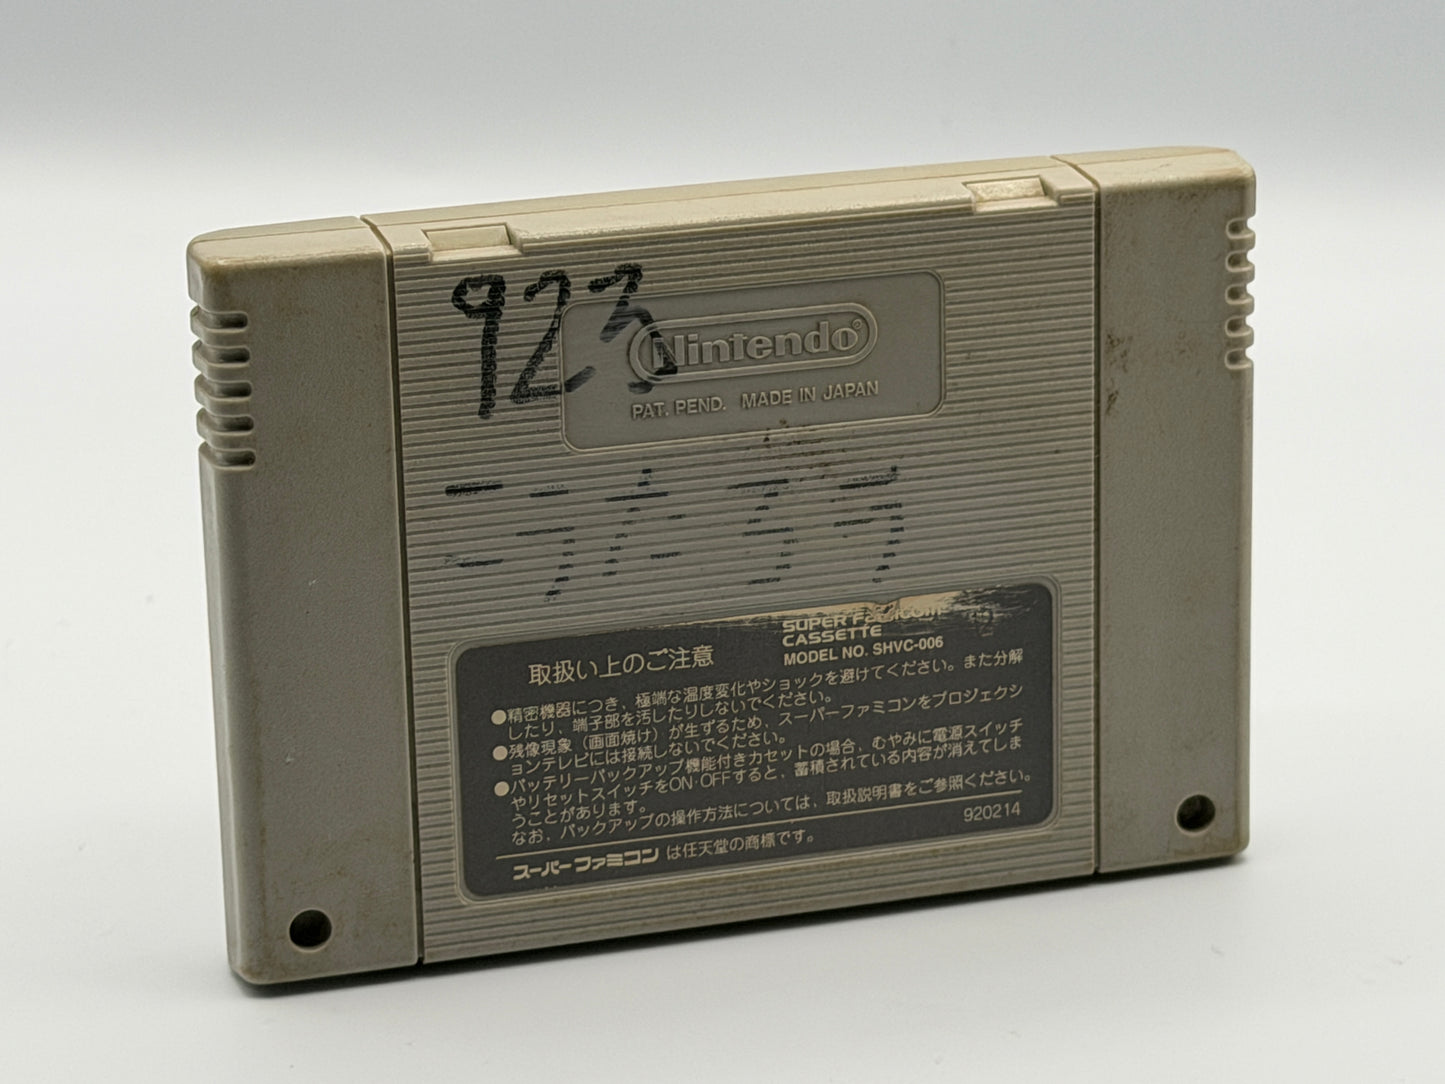 923
Nintendo®
PAT. PEND. MADE IN JAPAN
SUPER FAMICOM
CASSETTE
MODEL NO. SHVC-006
取扱い上のご注意
●精密機器につき、極端な温度変化やショックを避けてください。また分解
したり、端子部を汚したりしないでください。
●残像現象（画面焼け）が生ずるため、スーパーファミコンをプロジェクシ
ョンテレビには接続しないでください。
●バッテリーバックアップ機能付きカセットの場合、むやみに電源スイッチ
やリセットスイッチをON・OFFすると、蓄積されている内容が消えてしま
うことがあります。
なお、バックアップの操作方法については、取扱説明書をご参照ください。
920214
スーパーファミコン は任天堂の商標です。